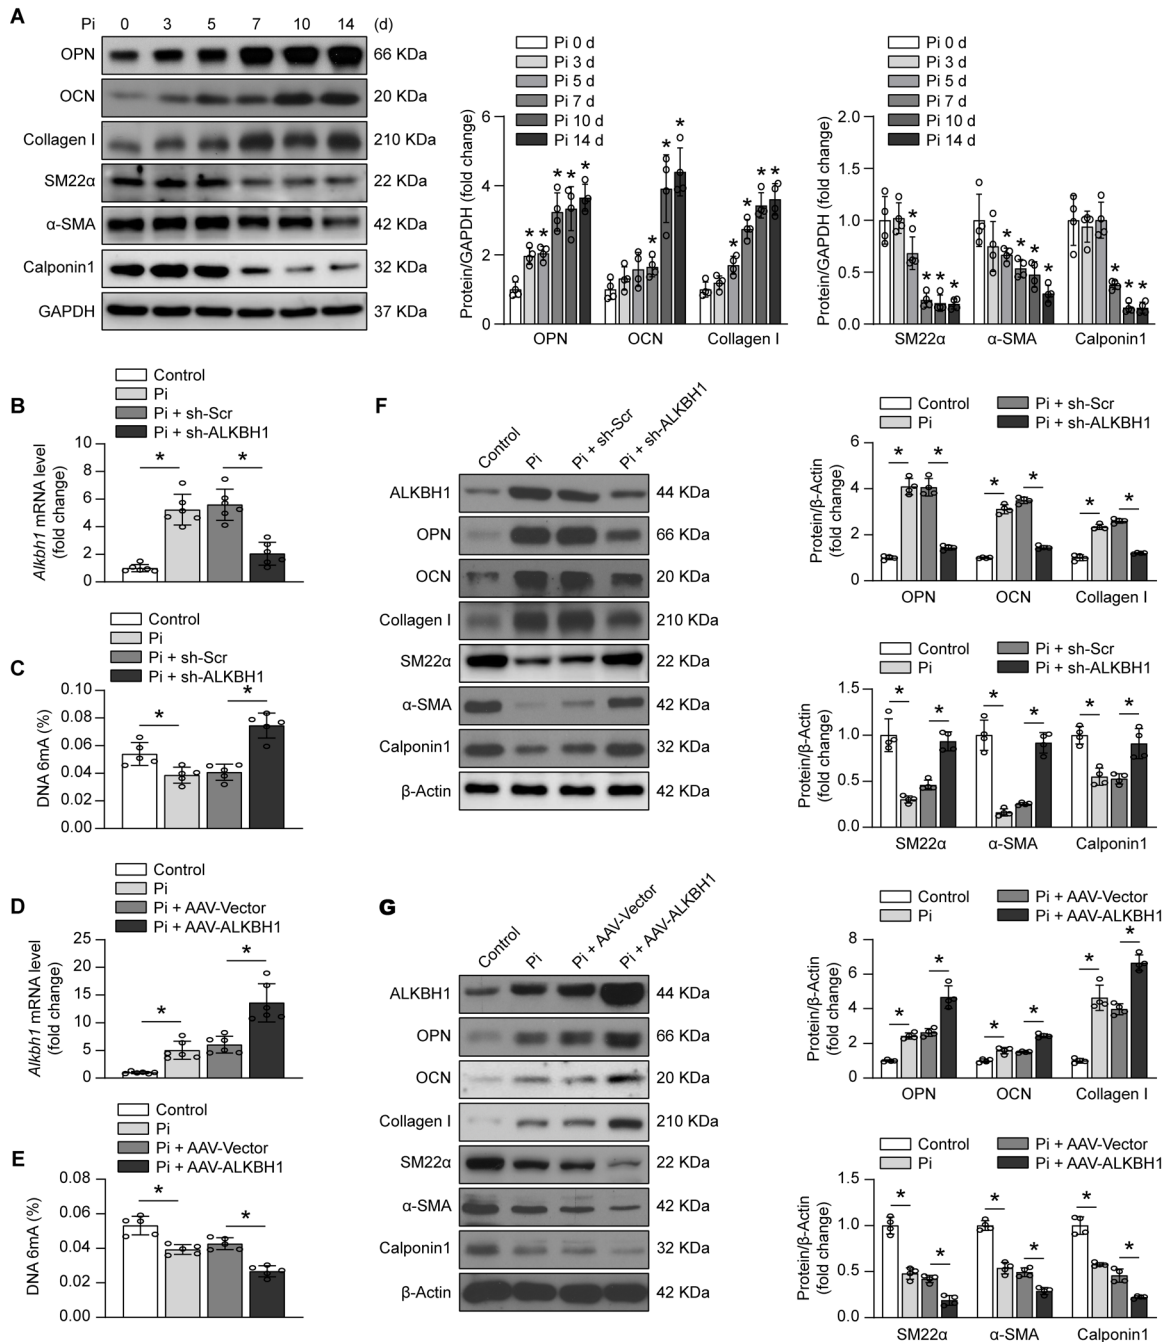 A
Pi 0 3 5 7 10 14 (d)
OPN 66 KDa
OCN 20 KDa
Collagen I 210 KDa
SM22α 22 KDa
α-SMA 42 KDa
Calponin1 32 KDa
GAPDH 37 KDa
Pi 0 d
Pi 3 d
Pi 5 d
Pi 7 d
Pi 10 d
Pi 14 d
Protein/GAPDH (fold change)
6
4
2
0
* * * * * * * * * * * *
OPN OCN Collagen I
Pi 0 d
Pi 3 d
Pi 5 d
Pi 7 d
Pi 10 d
Pi 14 d
Protein/GAPDH (fold change)
2.0
1.5
1.0
0.5
0.0
* * * * * * * * * * *
SM22α α-SMA Calponin1
B
Control
Pi
Pi + sh-Scr
Pi + sh-ALKBH1
Alkbh1 mRNA level
(fold change)
10
8
6
4
2
0
* *
C
Control
Pi
Pi + sh-Scr
Pi + sh-ALKBH1
DNA 6mA (%)
0.10
0.08
0.06
0.04
0.02
0.00
* *
D
Control
Pi
Pi + AAV-Vector
Pi + AAV-ALKBH1
Alkbh1 mRNA level
(fold change)
25
20
15
10
5
0
* *
E
Control
Pi
Pi + AAV-Vector
Pi + AAV-ALKBH1
DNA 6mA (%)
0.08
0.06
0.04
0.02
0.00
* *
F
Control Pi Pi + sh-Scr Pi + sh-ALKBH1
ALKBH1 44 KDa
OPN 66 KDa
OCN 20 KDa
Collagen I 210 KDa
SM22α 22 KDa
α-SMA 42 KDa
Calponin1 32 KDa
β-Actin 42 KDa
Control Pi + sh-Scr
Pi Pi + sh-ALKBH1
Protein/β-Actin
(fold change)
6
4
2
0
* * * * * *
OPN OCN Collagen I
Control Pi + sh-Scr
Pi Pi + sh-ALKBH1
Protein/β-Actin
(fold change)
1.5
1.0
0.5
0.0
* * * * * *
SM22α α-SMA Calponin1
G
Control Pi Pi + AAV-Vector Pi + AAV-ALKBH1
ALKBH1 44 KDa
OPN 66 KDa
OCN 20 KDa
Collagen I 210 KDa
SM22α 22 KDa
α-SMA 42 KDa
Calponin1 32 KDa
β-Actin 42 KDa
Control Pi + AAV-Vector
Pi Pi + AAV-ALKBH1
Protein/β-Actin
(fold change)
8
6
4
2
0
* * * * * *
OPN OCN Collagen I
Control Pi + AAV-Vector
Pi Pi + AAV-ALKBH1
Protein/β-Actin
(fold change)
1.5
1.0
0.5
0.0
* * * * * *
SM22α α-SMA Calponin1